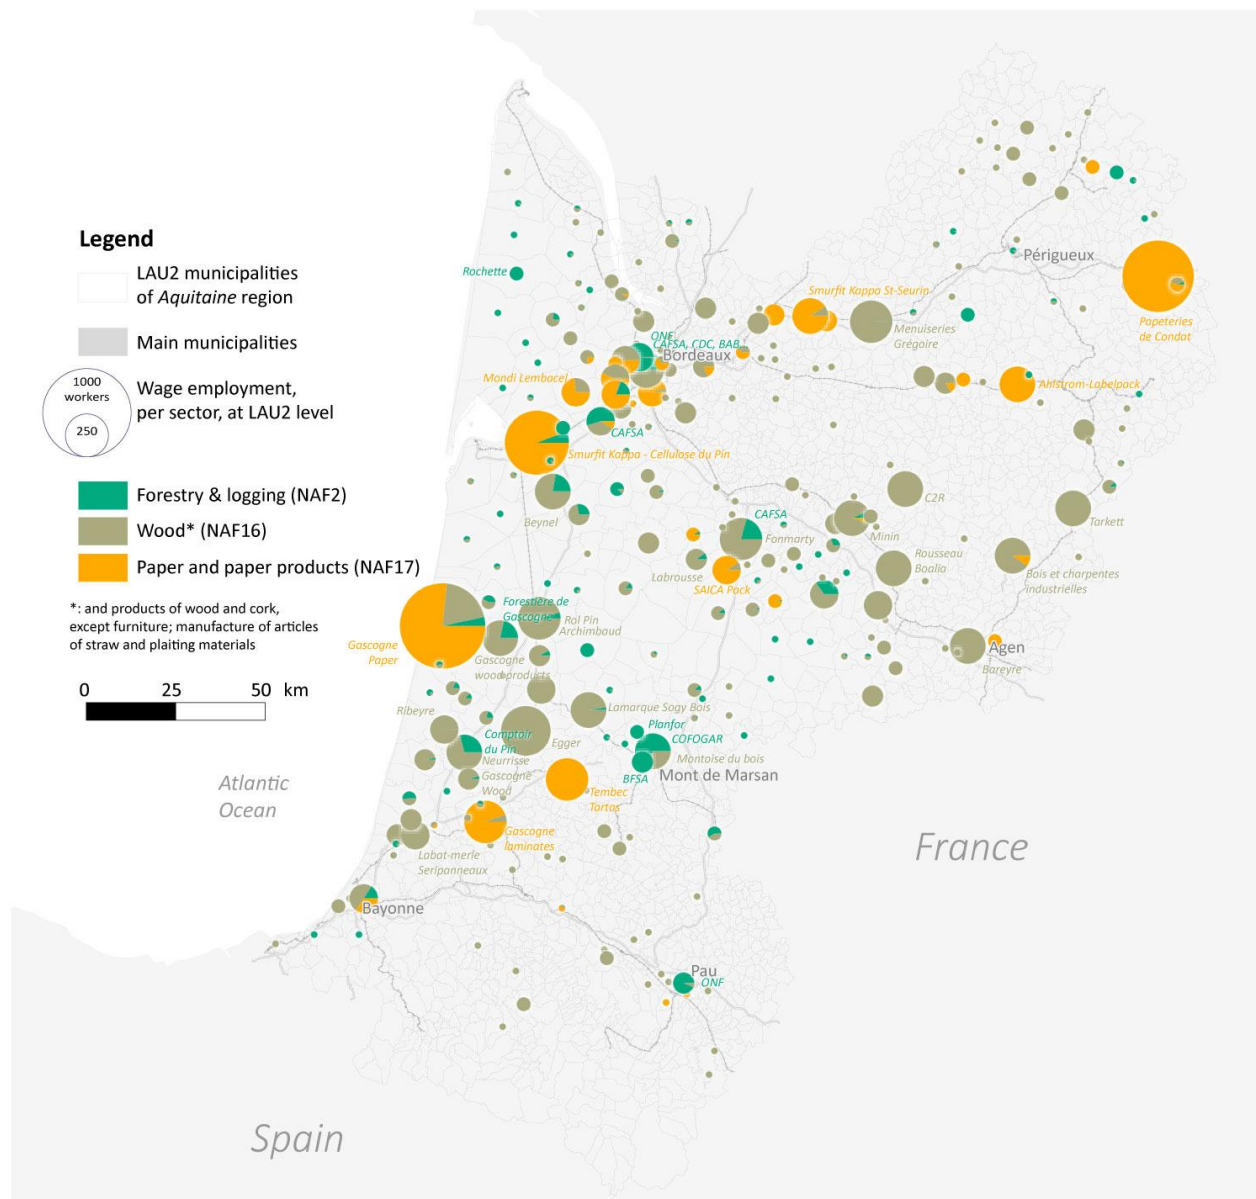 Legend
LAU2 municipalities
of Aquitaine region
Main municipalities
1000
workers
250
Wage employment,
per sector, at LAU2 level
Forestry & logging (NAF2)
Wood* (NAF16)
Paper and paper products (NAF17)
*: and products of wood and cork,
except furniture; manufacture of articles
of straw and plaiting materials
0 25 50 km
Atlantic
Ocean
Spain
France
Périgueux
Rochette
Smurfit Kappa St-Seurin
Menuiseries
Grégoire
Papeteries
de Condat
ONF
CAFSA, CDC, BAB
Bordeaux
Mondi Lembacel
Ahlstrom-Labelpack
CAFSA
Smurfit Kappa - Cellulose du Pin
Beynel
C2R
CAFSA
Fonmarty
Minin
Tarkett
Labrousse
SAICA Pack
Rousseau
Boalia
Bois et charpentes
industrielles
Forestière de
Gascogne
Rol Pin
Archimbaud
Gascogne
Paper
Gascogne
wood products
Agen
Bareyre
Ribeyre
Lamarque Sogy Bois
Planfor
COFOGAR
Comptoir
du Pin
Egger
Montoise du bois
Neurrisse
Gascogne
Wood
BFSA
Mont de Marsan
Tembec
Tartas
Gascogne
laminates
Labat-merle
Seripanneaux
Bayonne
Pau
ONF